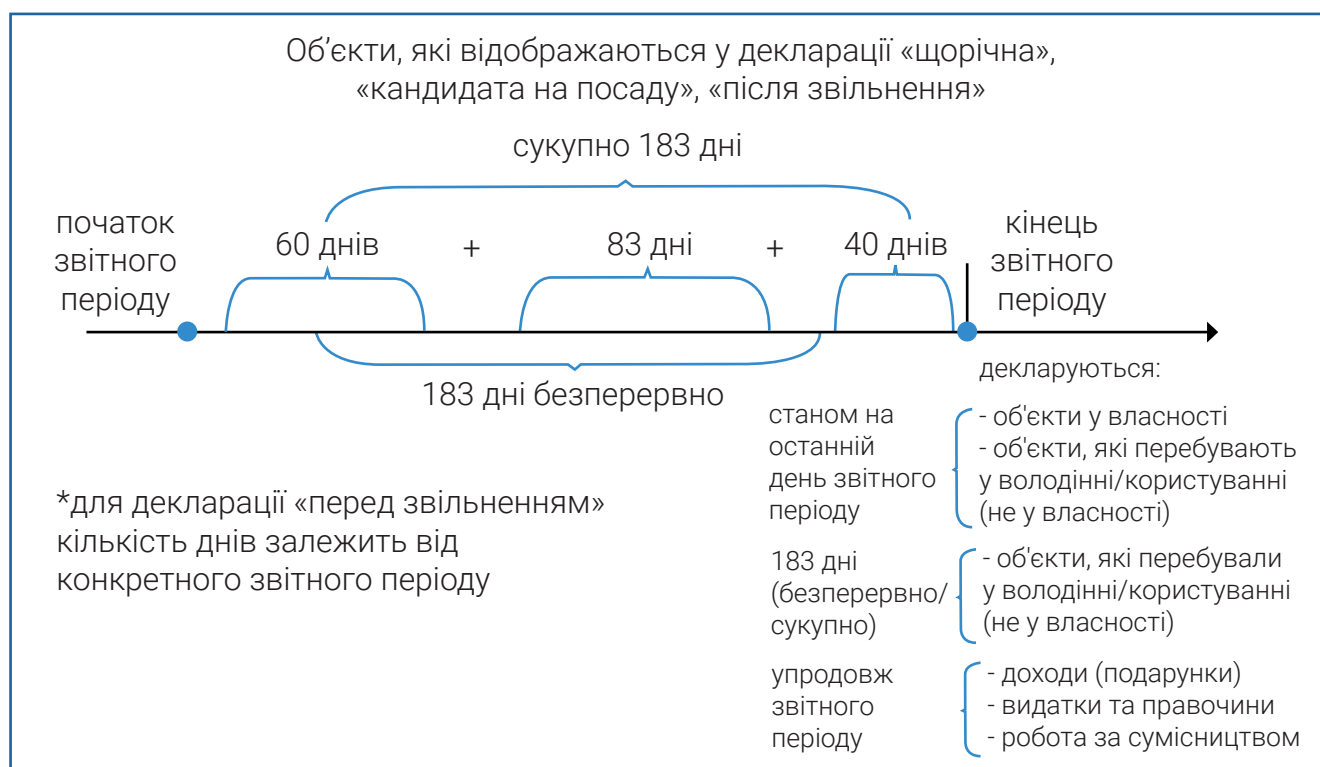 Об’єкти, які відображаються у декларації «щорічна»,
«кандидата на посаду», «після звільнення»
сукупно 183 дні
початок
звітного
періоду
60 днів + 83 дні + 40 днів
кінець
звітного
періоду
183 дні безперервно
декларуються:
станом на
останній
день звітного
періоду
- об'єкти у власності
- об'єкти, які перебувають
у володінні/користуванні
(не у власності)
*для декларації «перед звільненням»
кількість днів залежить від
конкретного звітного періоду
183 дні
(безперервно/
сукупно)
- об'єкти, які перебували
у володінні/користуванні
(не у власності)
упродовж
звітного
періоду
- доходи (подарунки)
- видатки та правочини
- робота за сумісництвом